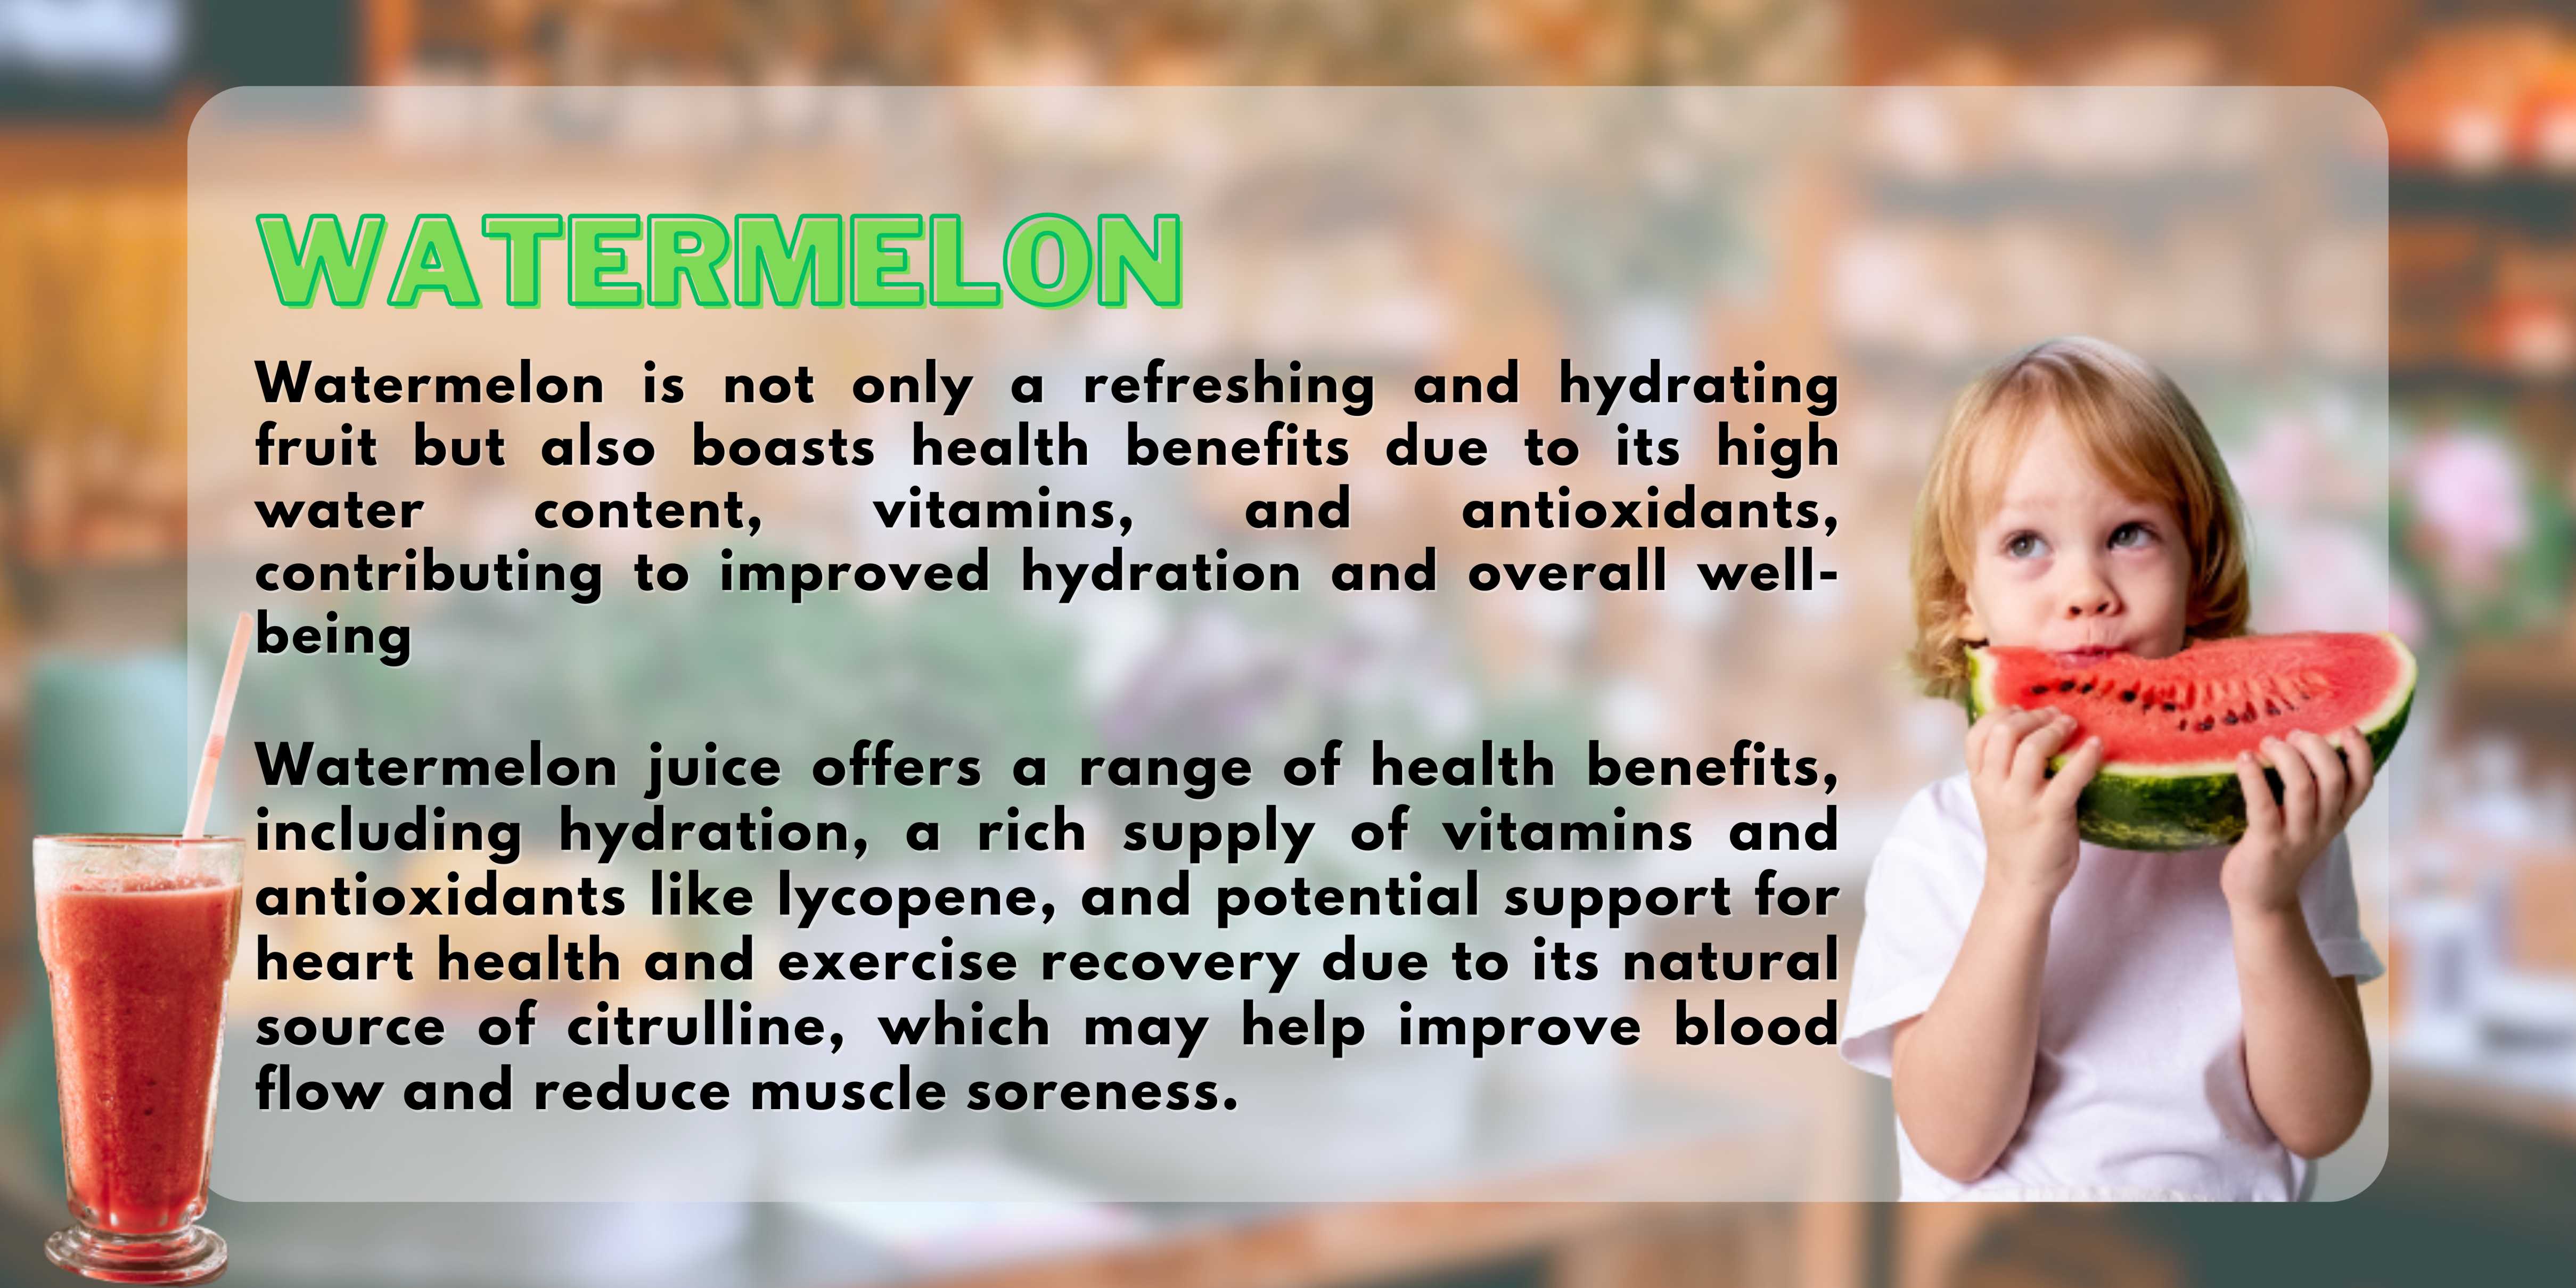 WATERMELON
Watermelon is not only a refreshing and hydrating
fruit but also boasts health benefits due to its high
water content, vitamins, and antioxidants,
contributing to improved hydration and overall well-
being
Watermelon juice offers a range of health benefits,
including hydration, a rich supply of vitamins and
antioxidants like lycopene, and potential support for
heart health and exercise recovery due to its natural
source of citrulline, which may help improve blood
flow and reduce muscle soreness.